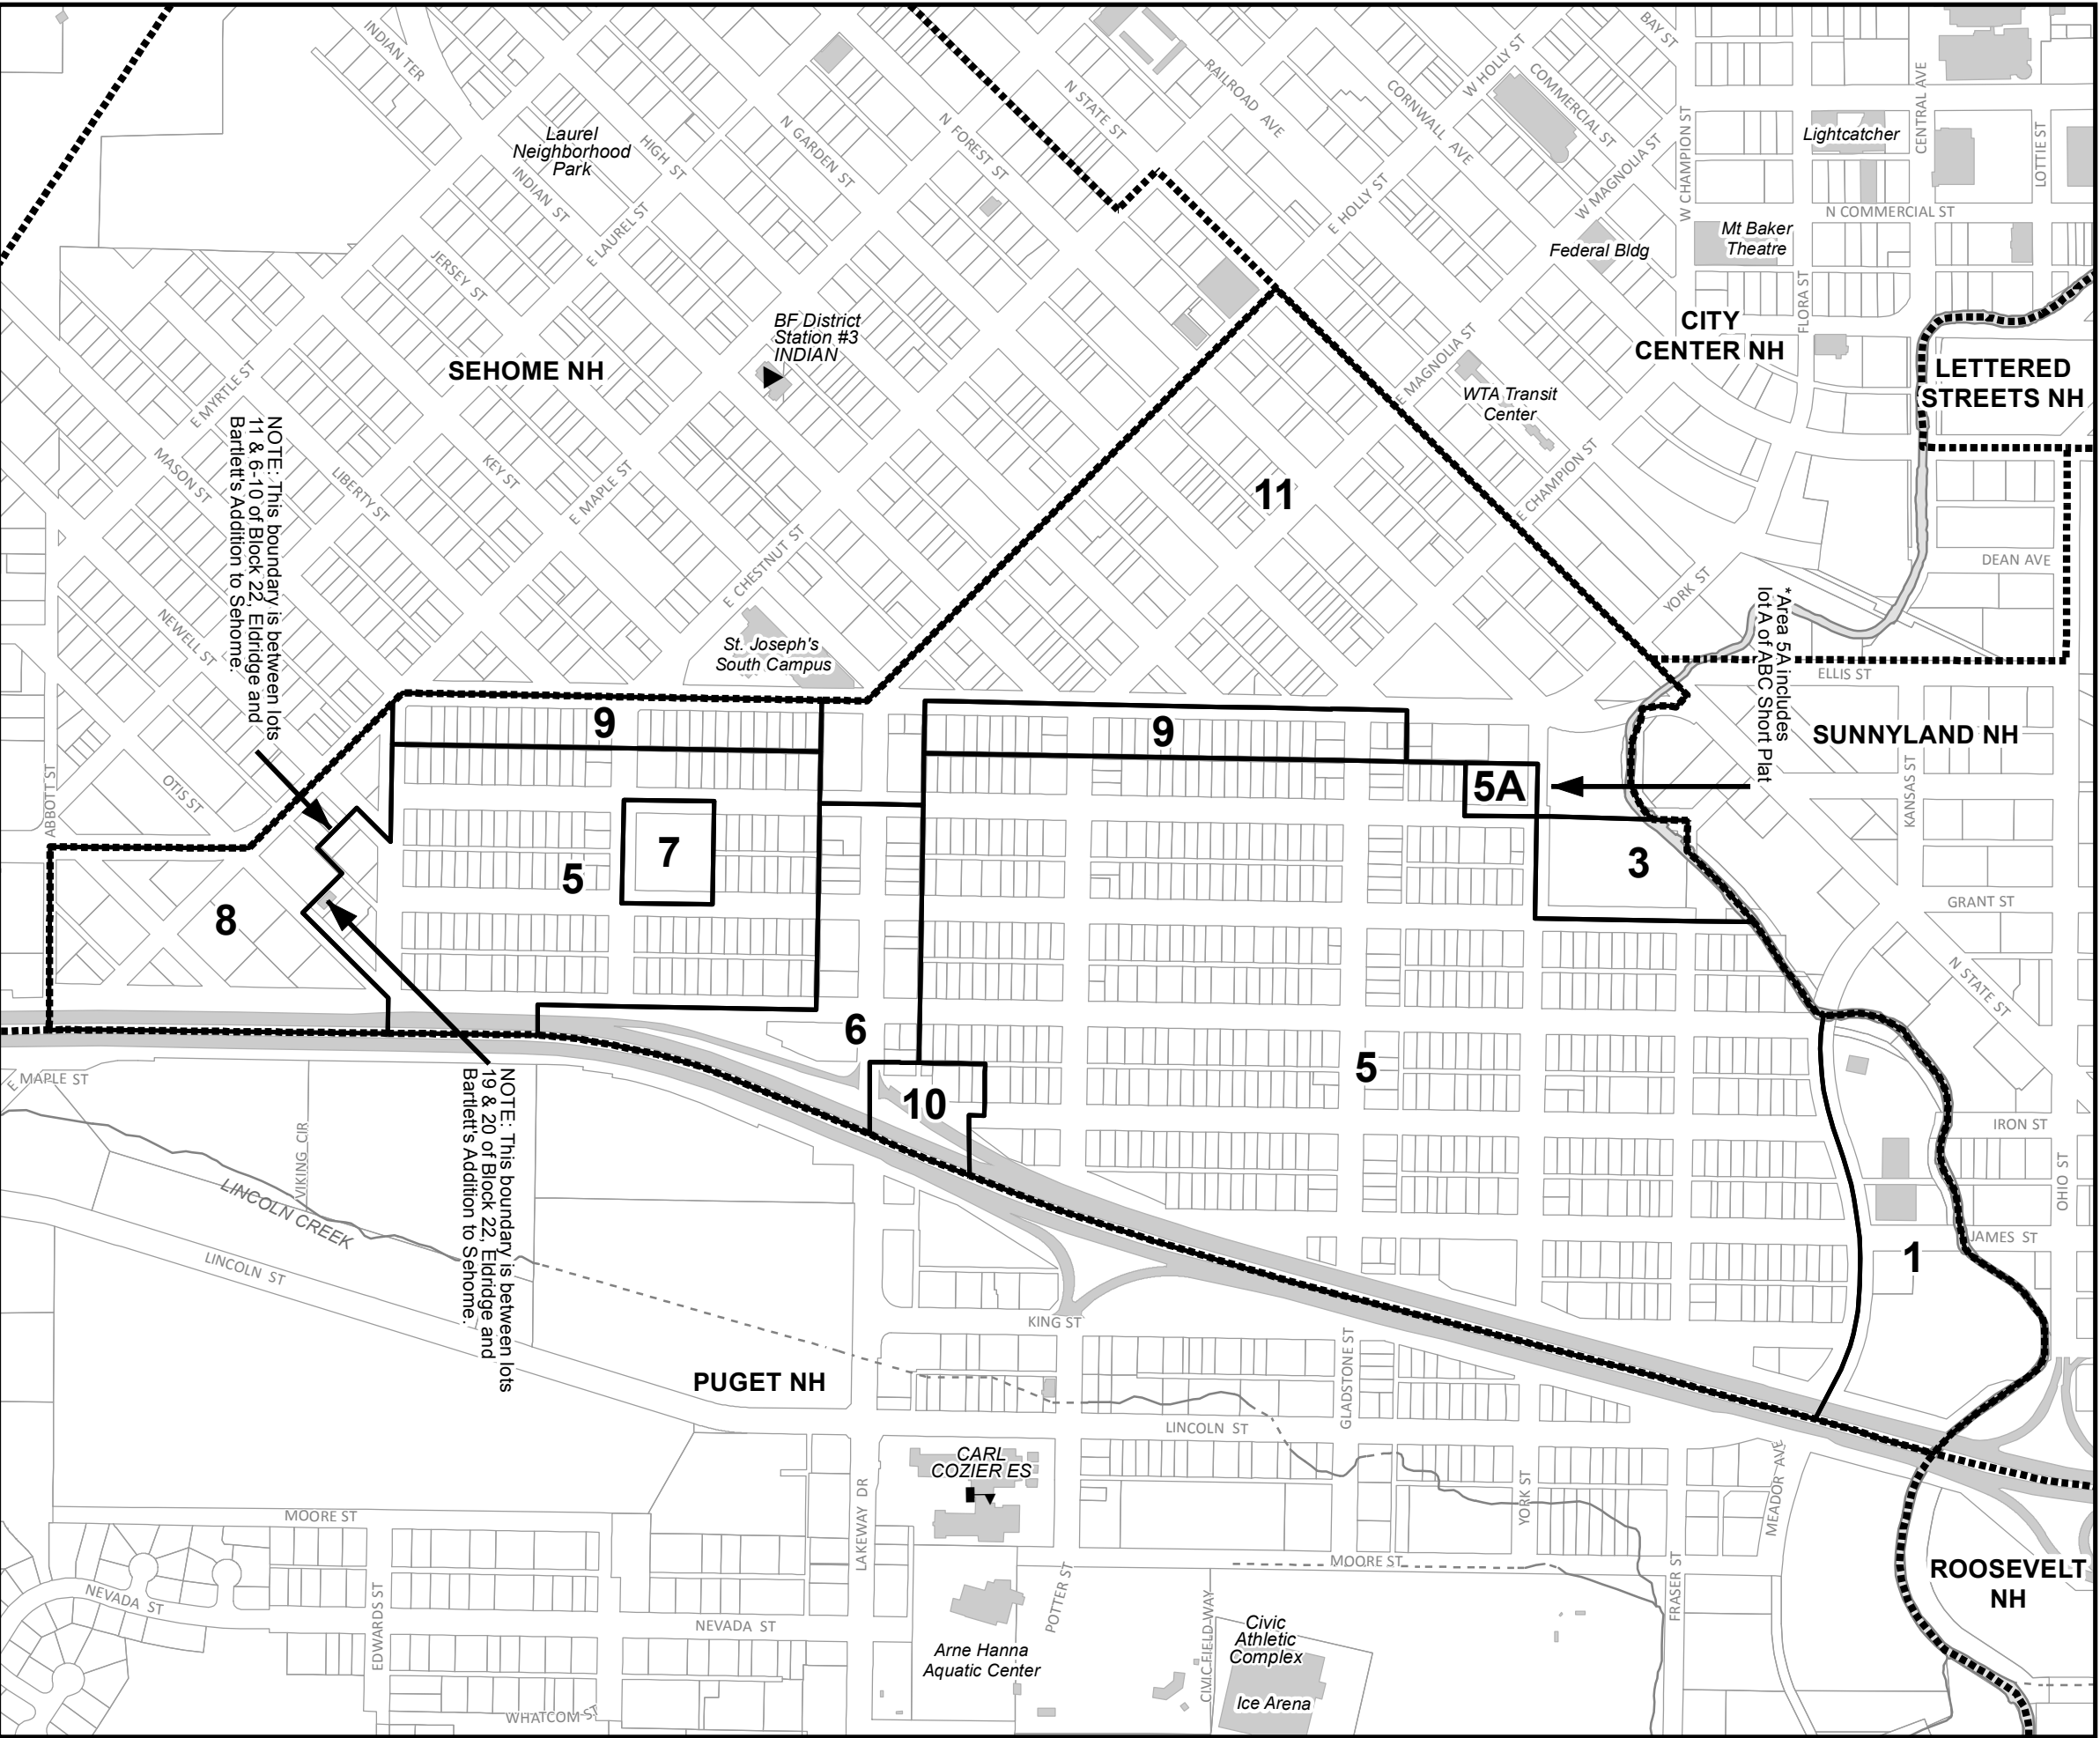 INDIAN TER
BAY ST
W HOLLY ST
COMMERCIAL ST
RAILROAD AVE
CORNWALL AVE
N STATE ST
CENTRAL AVE
Lightcatcher
LOTTIE ST
W CHAMPION ST
W MAGNOLIA ST
Laurel
Neighborhood
Park
HIGH ST
N GARDEN ST
N FOREST ST
INDIAN ST
E LAUREL ST
E HOLLY ST
N COMMERCIAL ST
Mt Baker
Theatre
Federal Bldg
JERSEY ST
FLORA ST
BF District
Station #3
INDIAN
CITY
CENTER NH
SEHOME NH
LETTERED
STREETS NH
E MAGNOLIA ST
WTA Transit
Center
E MYRTLE ST
NOTE: This boundary is between lots
11 & 6-10 of Block 22, Eldridge and
Bartlett's Addition to Sehome.
MASON ST
LIBERTY ST
KEY ST
E MAPLE ST
11
E CHAMPION ST
E CHESTNUT ST
DEAN AVE
YORK ST
*Area 5A includes
lot A of ABC Short Plat
NEWELL ST
St. Joseph's
South Campus
ELLIS ST
9
9
SUNNYLAND NH
OTIS ST
ABBOTT ST
5A
KANSAS ST
7
5
3
8
GRANT ST
N STATE ST
6
5
10
1
E MAPLE ST
VIKING CIR
NOTE: This boundary is between lots
19 & 20 of Block 22, Eldridge and
Bartlett's Addition to Sehome.
IRON ST
OHIO ST
LINCOLN CREEK
JAMES ST
LINCOLN ST
KING ST
PUGET NH
GLADSTONE ST
LINCOLN ST
CARL
COZIER ES
LAKEWAY DR
YORK ST
MEADOR AVE
MOORE ST
MOORE ST
EDWARDS ST
NEVADA ST
NEVADA ST
POTTER ST
CIVIC FIELD WAY
FRASER ST
ROOSEVELT
NH
Civic
Athletic
Complex
Arne Hanna
Aquatic Center
Ice Arena
WHATCOM ST